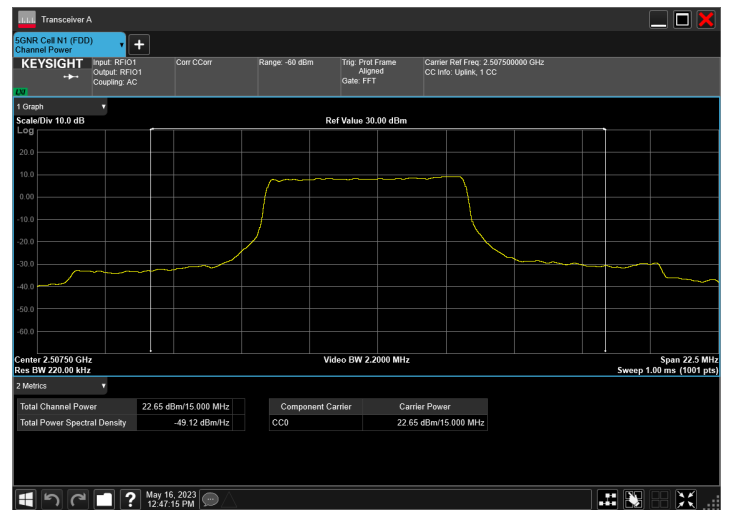 Transceiver A
5GNR Cell N1 (FDD)
Channel Power
KEYSIGHT
LXI
Input: RFIO1
Output: RFIO1
Coupling: AC
Corr CCorr
Range: -60 dBm
Trig: Prot Frame
Aligned
Gate: FFT
Carrier Ref Freq: 2.507500000 GHz
CC Info: Uplink, 1 CC
1 Graph
Scale/Div 10.0 dB
Ref Value 30.00 dBm
Log
20.0
10.0
0.00
-10.0
-20.0
-30.0
-40.0
-50.0
-60.0
Center 2.50750 GHz
Video BW 2.2000 MHz
Span 22.5 MHz
Res BW 220.00 kHz
Sweep 1.00 ms (1001 pts)
2 Metrics
Total Channel Power 22.65 dBm/15.000 MHz
Total Power Spectral Density -49.12 dBm/Hz
Component Carrier Carrier Power
CC0 22.65 dBm/15.000 MHz
May 16, 2023
12:47:15 PM